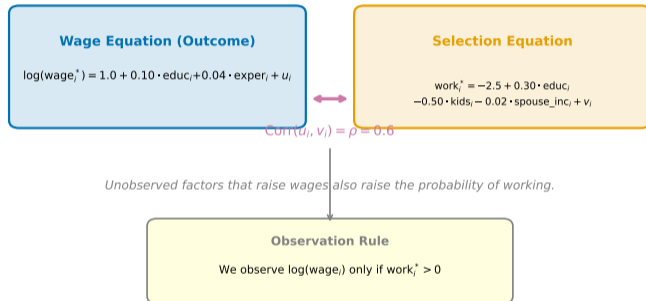 Wage Equation (Outcome)
log(wage*ᵢ) = 1.0 + 0.10 • educᵢ+0.04 • experᵢ + uᵢ
Selection Equation
work*ᵢ = −2.5 + 0.30 • educᵢ
−0.50 • kidsᵢ − 0.02 • spouse_incᵢ + vᵢ
Corr(uᵢ, vᵢ) = ρ = 0.6
Unobserved factors that raise wages also raise the probability of working.
Observation Rule
We observe log(wageᵢ) only if work*ᵢ > 0